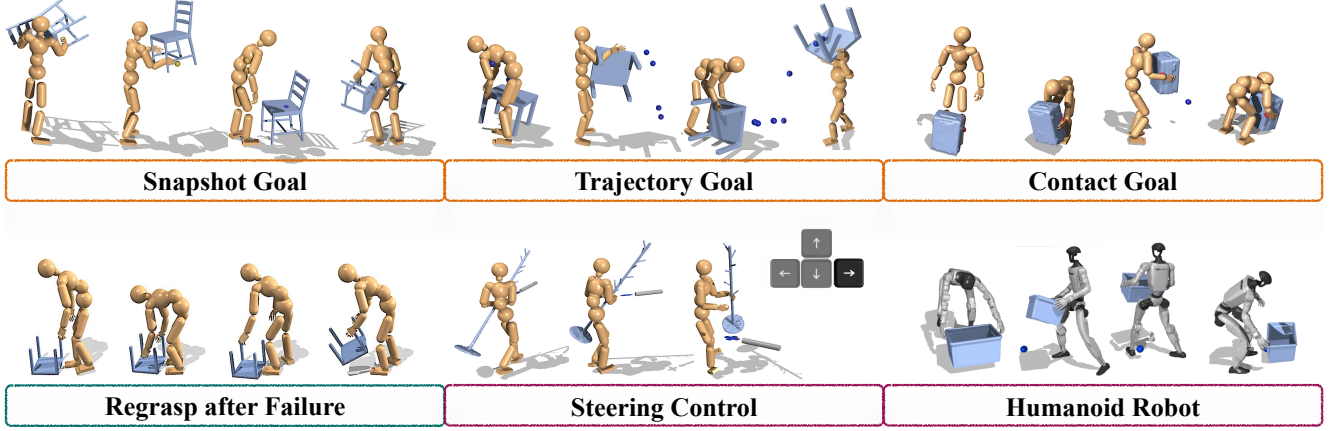 Snapshot Goal
Trajectory Goal
Contact Goal
↑
← ↓ →
Regrasp after Failure
Steering Control
Humanoid Robot